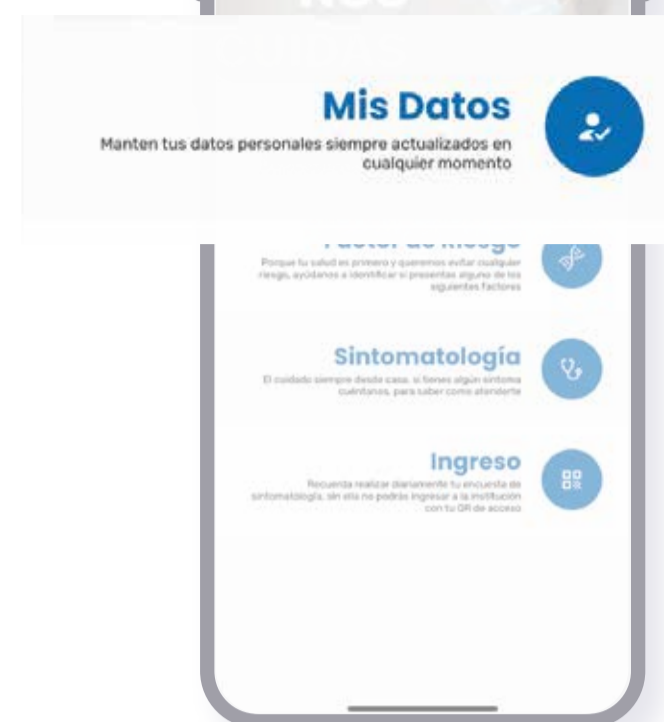 Mis Datos
Manten tus datos personales siempre actualizados en
cualquier momento
Factor de Riesgo
Porque tu salud es primero y queremos evitar cualquier
riesgo, ayúdanos a identificar si presentas alguno de los
siguientes factores
Sintomatología
El cuidado siempre desde casa, si tienes algún síntoma
cuéntanos, para saber como atenderte
Ingreso
Recuerda realizar diariamente tu encuesta de
sintomatología, sin ella no podrás ingresar a la institución
con tu QR de acceso